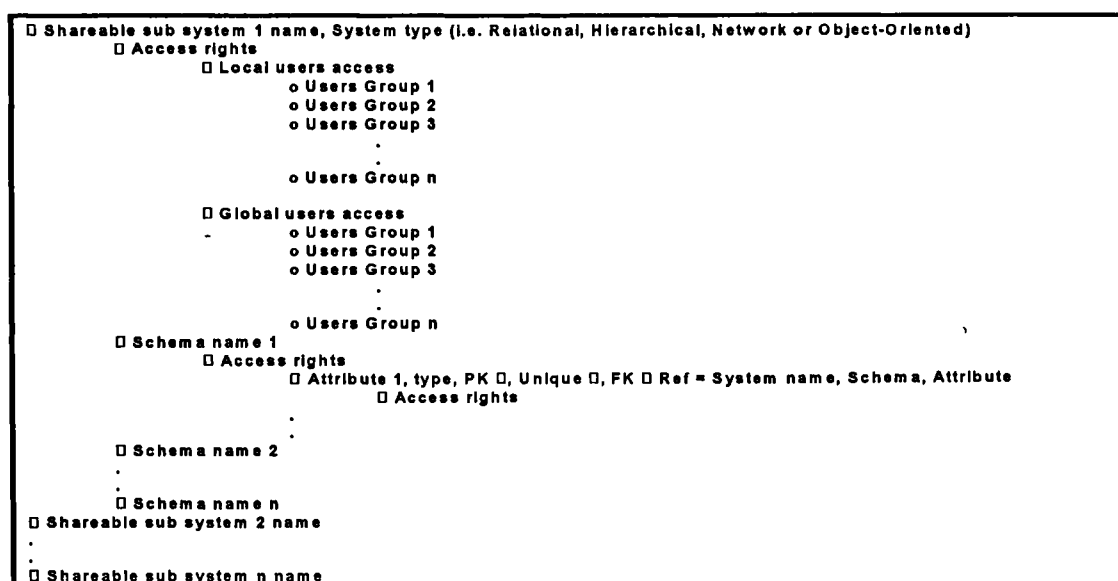 ▯ Shareable sub system 1 name, System type (i.e. Relational, Hierarchical, Network or Object-Oriented)
▯ Access rights
▯ Local users access
o Users Group 1
o Users Group 2
o Users Group 3
.
.
o Users Group n
▯ Global users access
o Users Group 1
o Users Group 2
o Users Group 3
.
.
o Users Group n
▯ Schema name 1
▯ Access rights
▯ Attribute 1, type, PK ▯, Unique ▯, FK ▯ Ref = System name, Schema, Attribute
▯ Access rights
.
.
▯ Schema name 2
.
.
▯ Schema name n
▯ Shareable sub system 2 name
.
.
▯ Shareable sub system n name